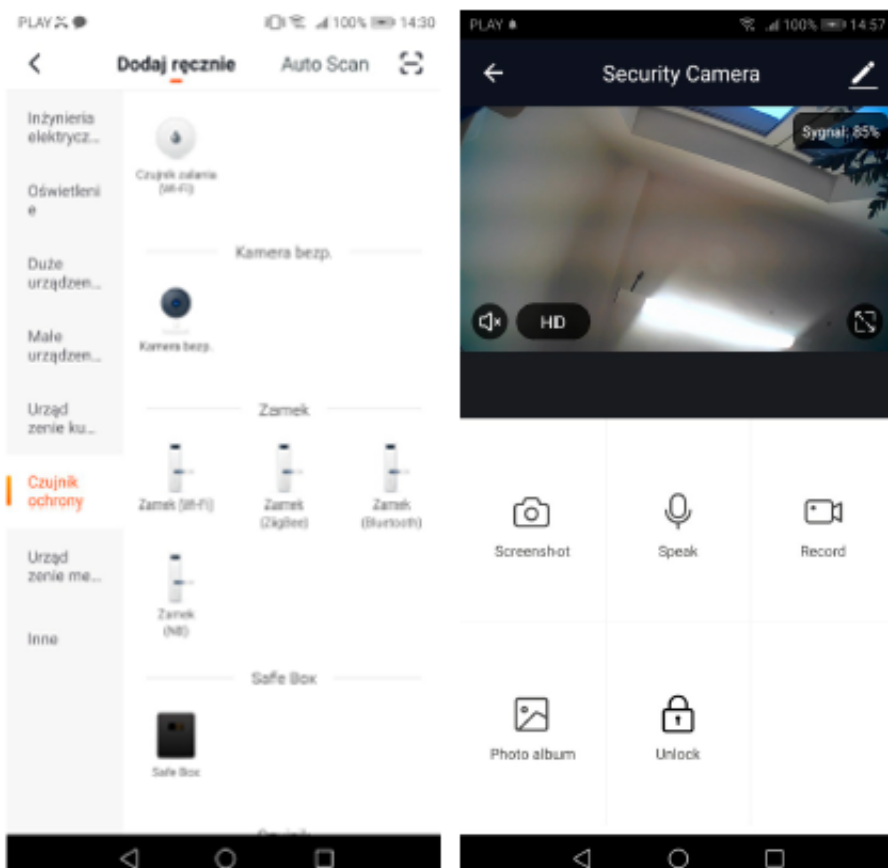 PLAY
100%
14:30
Dodaj ręcznie
Auto Scan
Inżynieria
elektrycz...
Oświetleni
e
Duże
urządzen...
Małe
urządzen...
Urząd
zenie ku...
Czujnik
ochrony
Urząd
zenie me...
Inne
Czujnik zalania
(Wi-Fi)
Kamera bezp.
Kamera bezp.
Zamek
Zamek (Wi-Fi)
Zamek
(ZigBee)
Zamek
(Bluetooth)
Zamek
(NB)
Safe Box
Safe Box
PLAY
100%
14:57
Security Camera
Sygnał: 85%
HD
Screenshot
Speak
Record
Photo album
Unlock